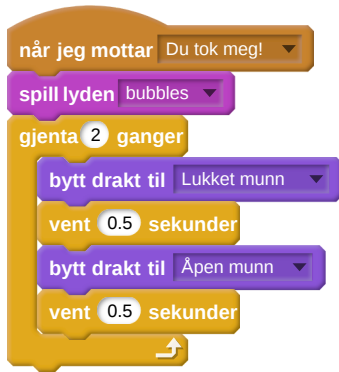 når jeg mottar Du tok meg!
spill lyden bubbles
gjenta 2 ganger
bytt drakt til Lukket munn
vent 0.5 sekunder
bytt drakt til Åpen munn
vent 0.5 sekunder